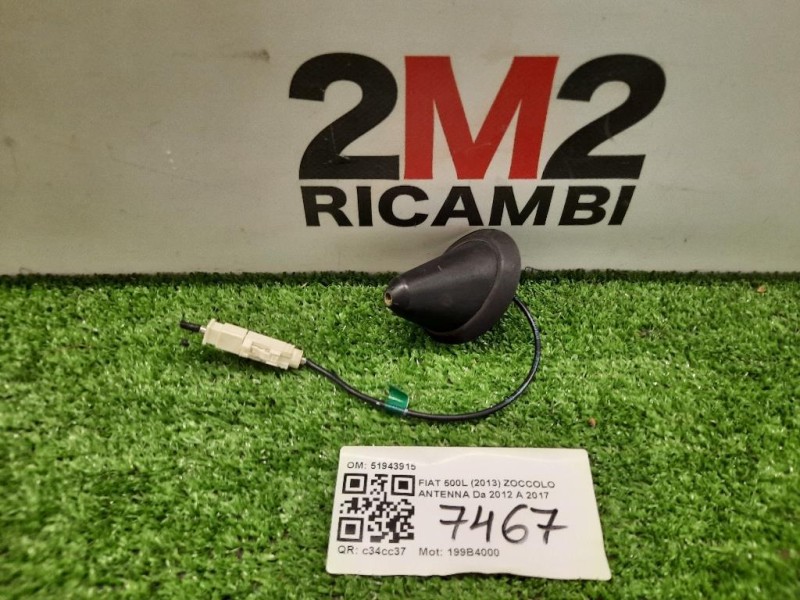 2M2
RICAMBI
OM: 51943915
FIAT 500L (2013) ZOCCOLO
ANTENNA Da 2012 A 2017
7467
QR: c34cc37 Mot: 199B4000